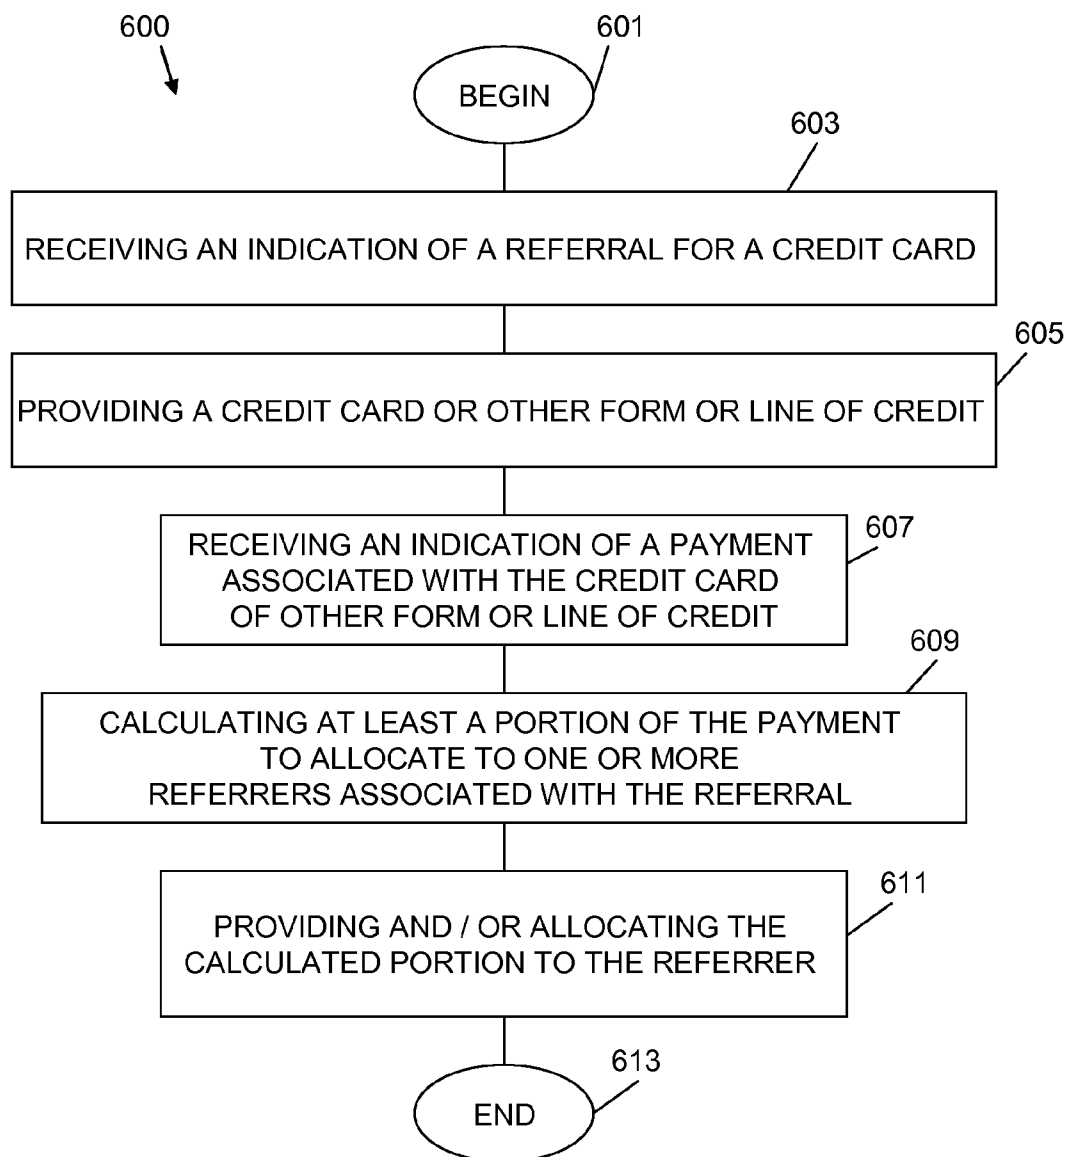 600
601
BEGIN
603
RECEIVING AN INDICATION OF A REFERRAL FOR A CREDIT CARD
605
PROVIDING A CREDIT CARD OR OTHER FORM OR LINE OF CREDIT
607
RECEIVING AN INDICATION OF A PAYMENT
ASSOCIATED WITH THE CREDIT CARD
OF OTHER FORM OR LINE OF CREDIT
609
CALCULATING AT LEAST A PORTION OF THE PAYMENT
TO ALLOCATE TO ONE OR MORE
REFERRERS ASSOCIATED WITH THE REFERRAL
611
PROVIDING AND / OR ALLOCATING THE
CALCULATED PORTION TO THE REFERRER
613
END